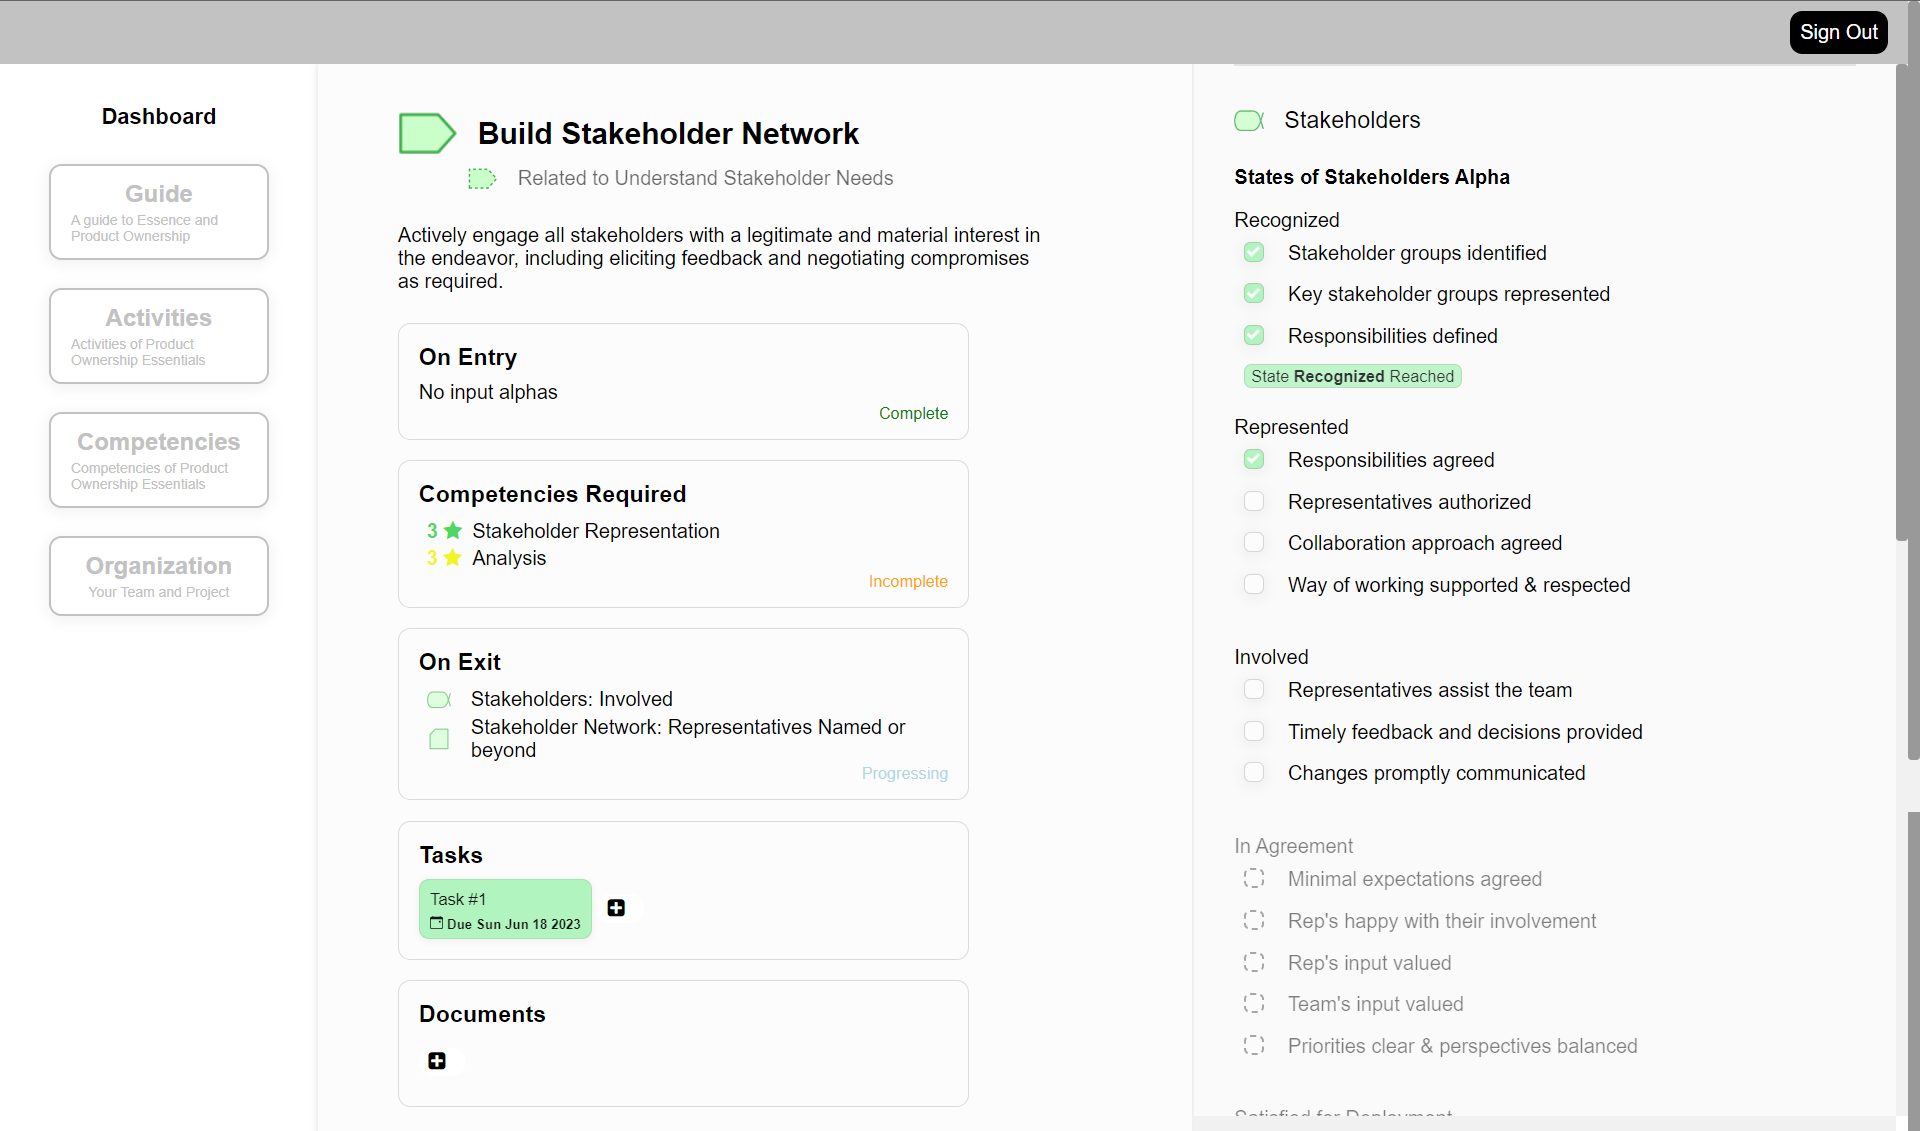 Sign Out
Dashboard
Guide
A guide to Essence and
Product Ownership
Activities
Activities of Product
Ownership Essentials
Competencies
Competencies of Product
Ownership Essentials
Organization
Your Team and Project
Build Stakeholder Network
Related to Understand Stakeholder Needs
Actively engage all stakeholders with a legitimate and material interest in
the endeavor, including eliciting feedback and negotiating compromises
as required.
On Entry
No input alphas
Complete
Competencies Required
3 Stakeholder Representation
3 Analysis
Incomplete
On Exit
Stakeholders: Involved
Stakeholder Network: Representatives Named or
beyond
Progressing
Tasks
Task #1
Due Sun Jun 18 2023
Documents
Stakeholders
States of Stakeholders Alpha
Recognized
Stakeholder groups identified
Key stakeholder groups represented
Responsibilities defined
State Recognized Reached
Represented
Responsibilities agreed
Representatives authorized
Collaboration approach agreed
Way of working supported & respected
Involved
Representatives assist the team
Timely feedback and decisions provided
Changes promptly communicated
In Agreement
Minimal expectations agreed
Rep's happy with their involvement
Rep's input valued
Team's input valued
Priorities clear & perspectives balanced
Satisfied for Deployment